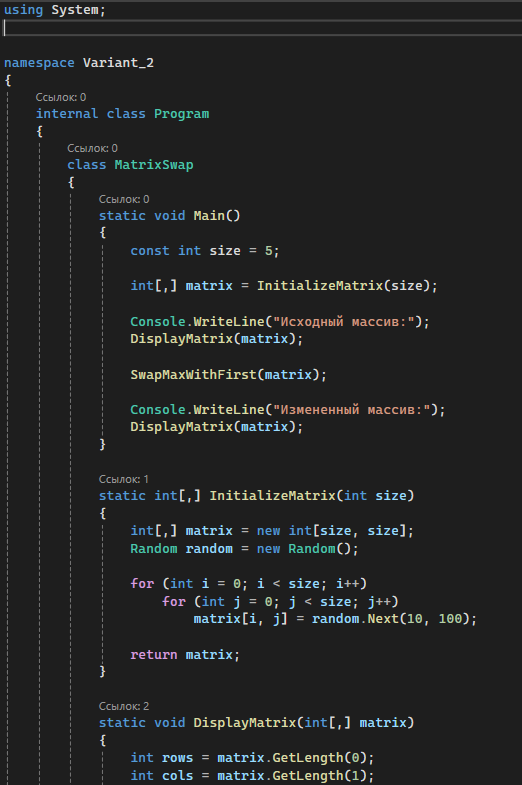 using System;
namespace Variant_2
{
Ссылок: 0
internal class Program
{
Ссылок: 0
class MatrixSwap
{
Ссылок: 0
static void Main()
{
const int size = 5;
int[,] matrix = InitializeMatrix(size);
Console.WriteLine("Исходный массив:");
DisplayMatrix(matrix);
SwapMaxWithFirst(matrix);
Console.WriteLine("Измененный массив:");
DisplayMatrix(matrix);
}
Ссылок: 1
static int[,] InitializeMatrix(int size)
{
int[,] matrix = new int[size, size];
Random random = new Random();
for (int i = 0; i < size; i++)
for (int j = 0; j < size; j++)
matrix[i, j] = random.Next(10, 100);
return matrix;
}
Ссылок: 2
static void DisplayMatrix(int[,] matrix)
{
int rows = matrix.GetLength(0);
int cols = matrix.GetLength(1);